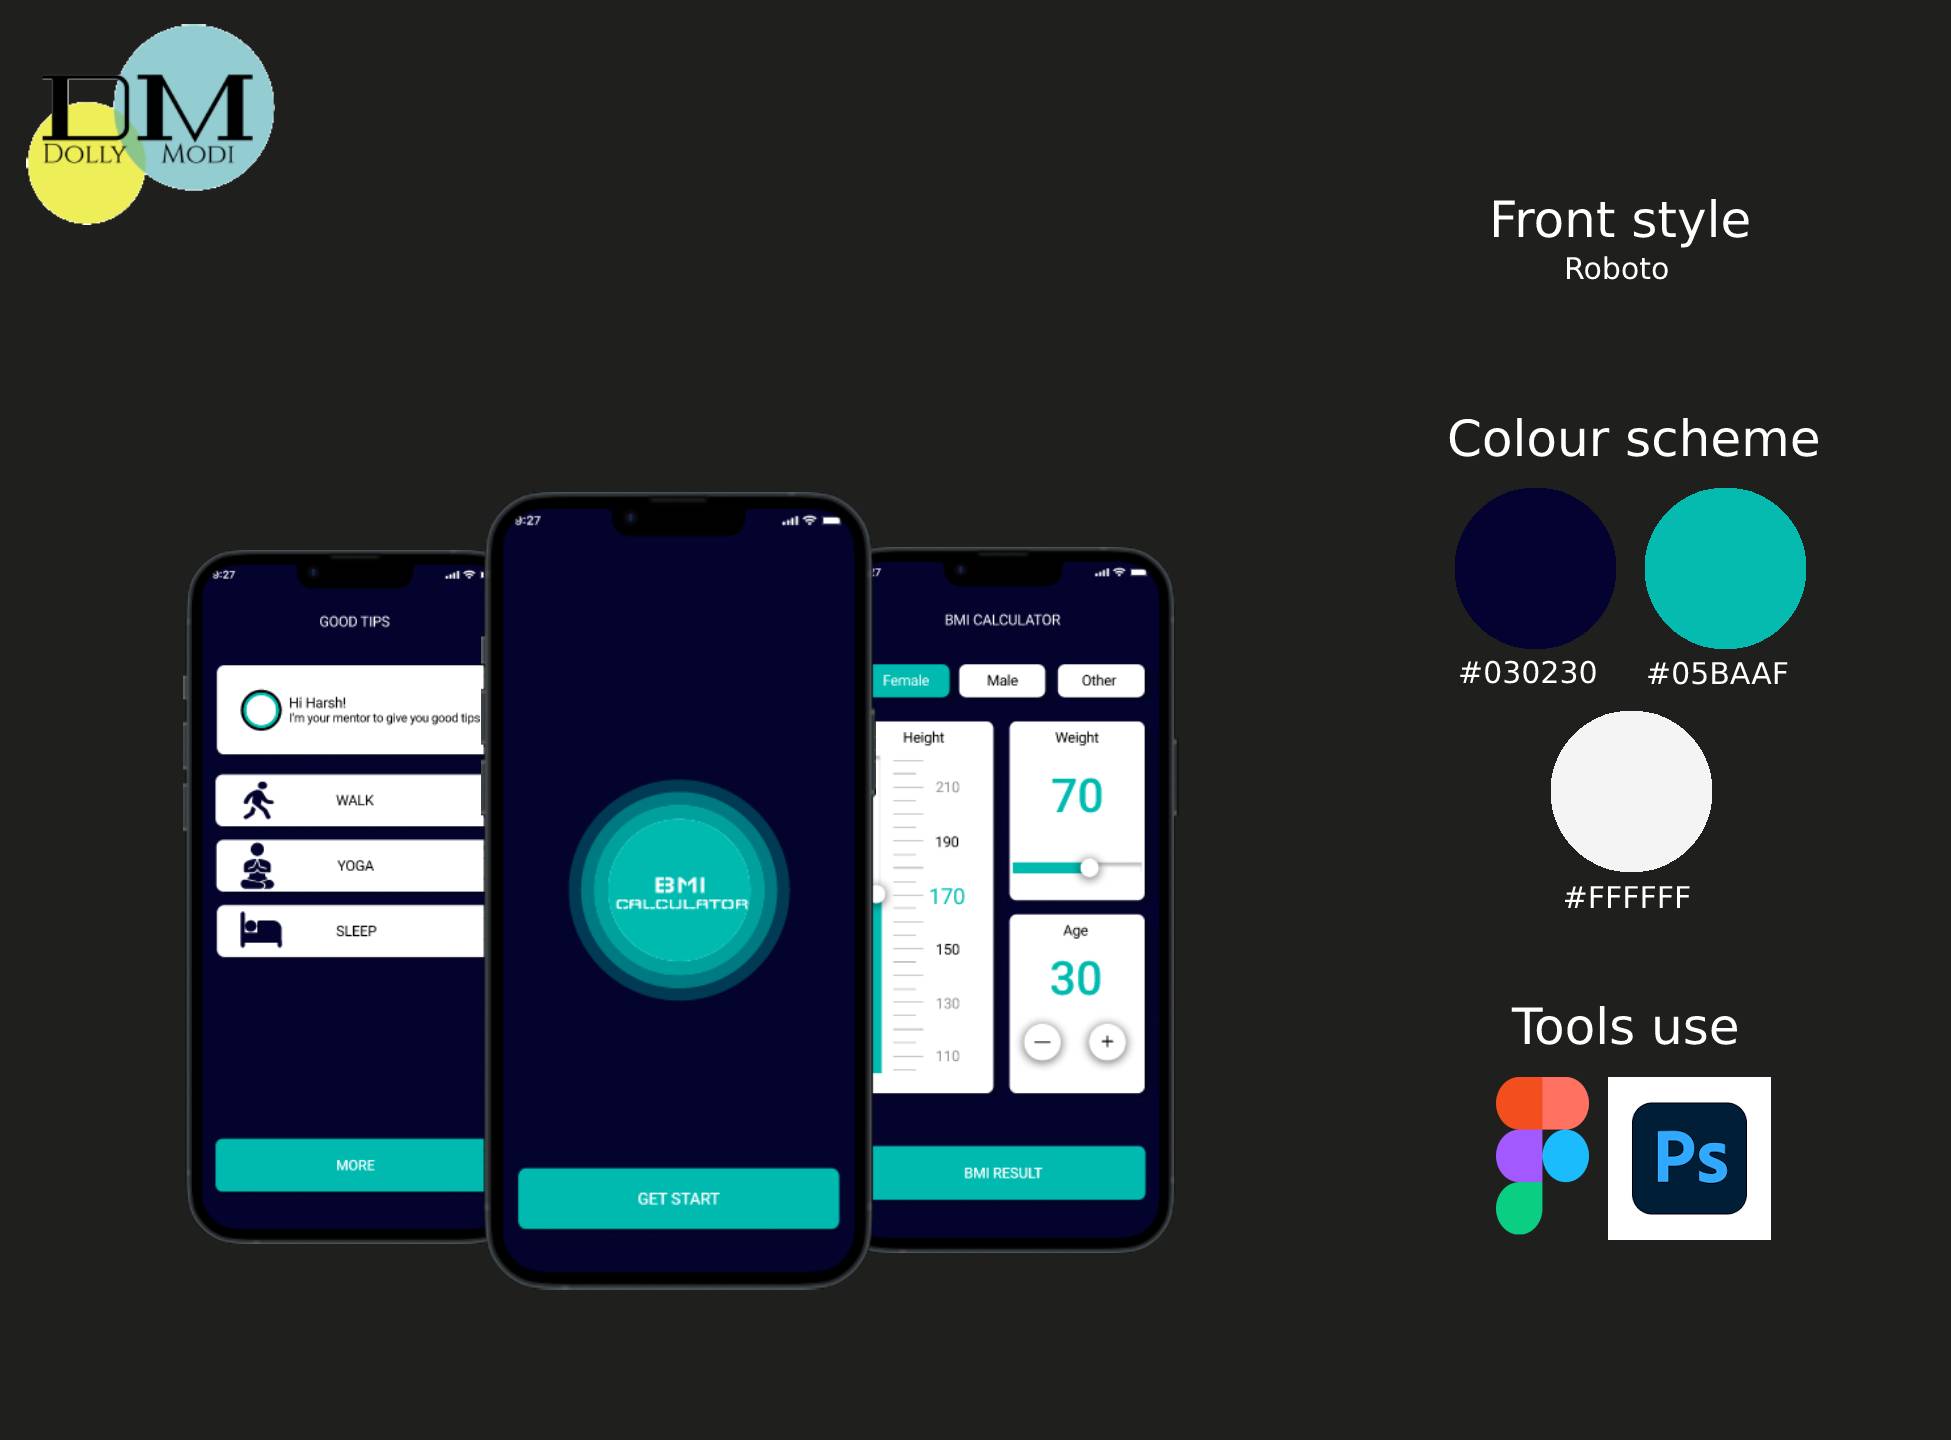 DM
DOLLY MODI
Front style
Roboto
Colour scheme
#030230 #05BAAF
#FFFFFF
Tools use
Ps
9:27
GOOD TIPS
Hi Harsh!
I'm your mentor to give you good tips
WALK
YOGA
SLEEP
MORE
9:27
BMI
CALCULATOR
GET START
27
BMI CALCULATOR
Female Male Other
Height
210
190
170
150
130
110
Weight
70
Age
30
— +
BMI RESULT